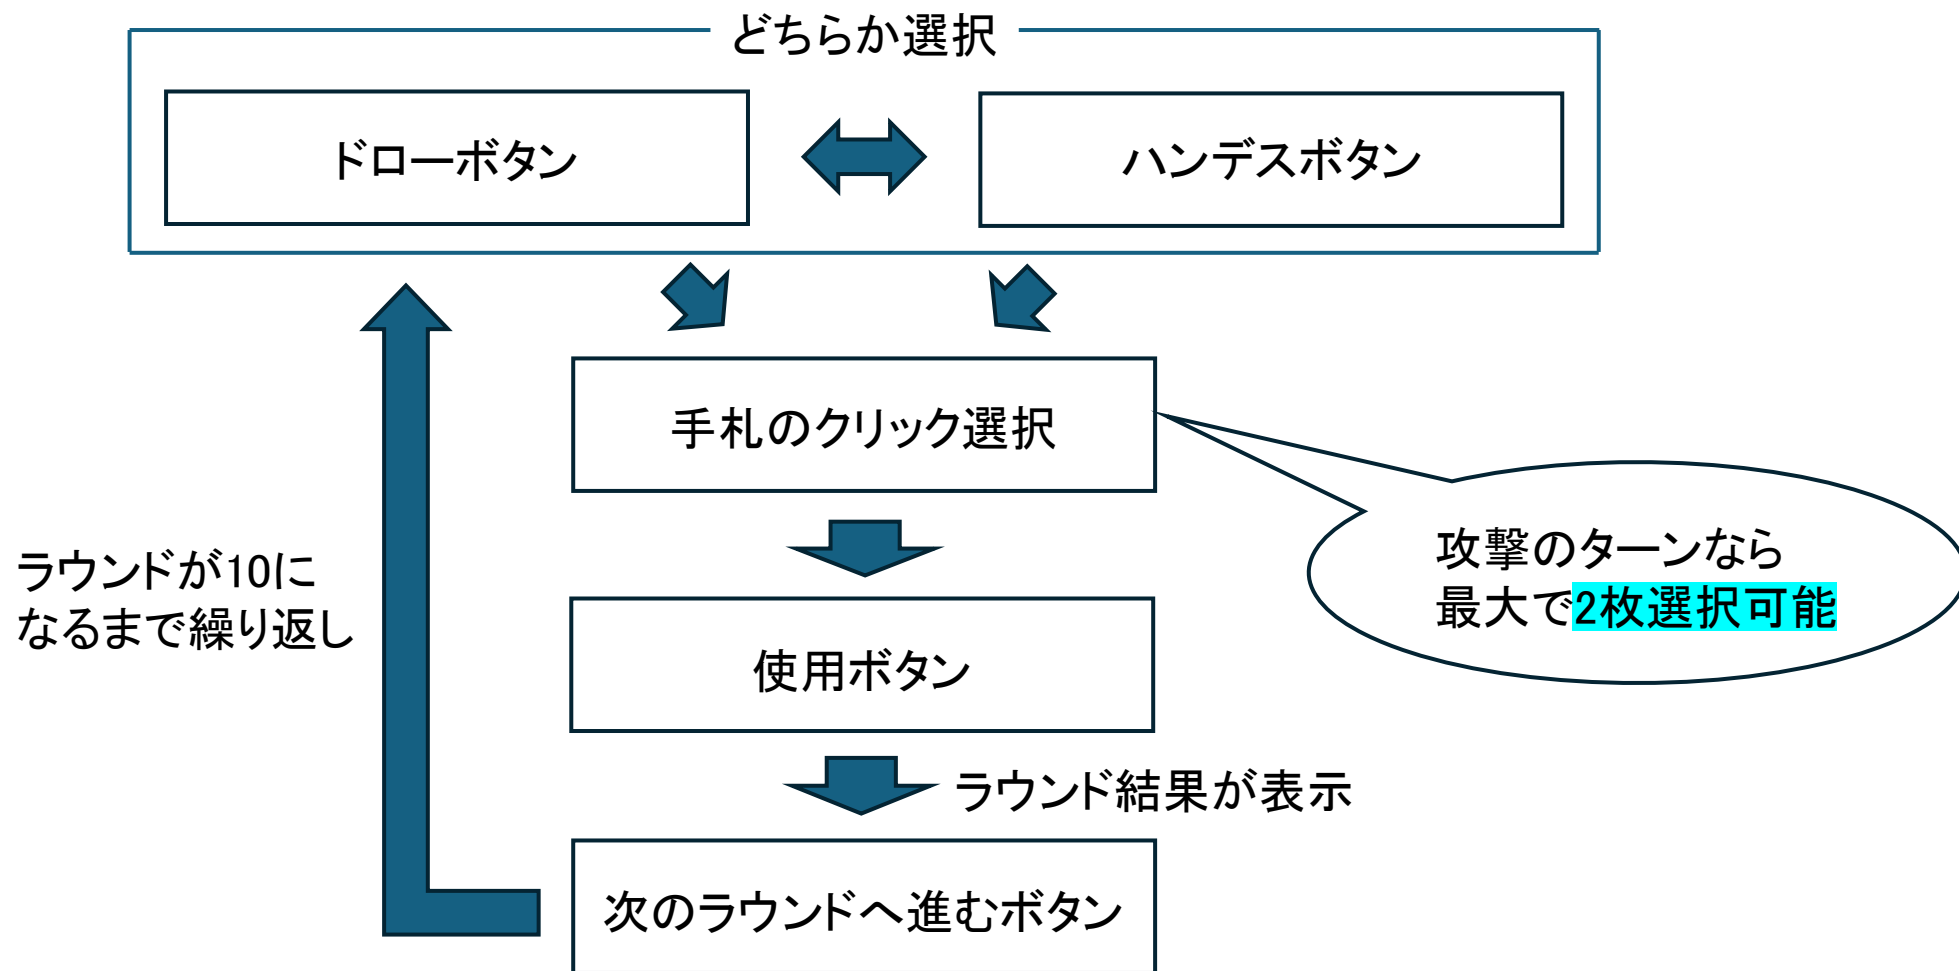 どちらか選択
ドローボタン
ハンデスボタン
手札のクリック選択
攻撃のターンなら
最大で2枚選択可能
ラウンドが10に
なるまで繰り返し
使用ボタン
ラウンド結果が表示
次のラウンドへ進むボタン